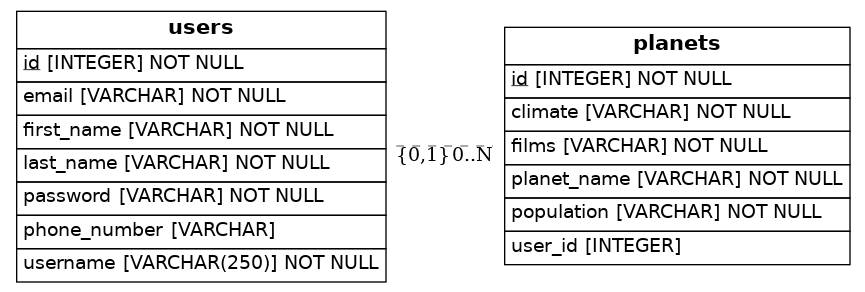 users
id [INTEGER] NOT NULL
email [VARCHAR] NOT NULL
first_name [VARCHAR] NOT NULL
last_name [VARCHAR] NOT NULL
password [VARCHAR] NOT NULL
phone_number [VARCHAR]
username [VARCHAR(250)] NOT NULL
{0,1} 0..N
planets
id [INTEGER] NOT NULL
climate [VARCHAR] NOT NULL
films [VARCHAR] NOT NULL
planet_name [VARCHAR] NOT NULL
population [VARCHAR] NOT NULL
user_id [INTEGER]